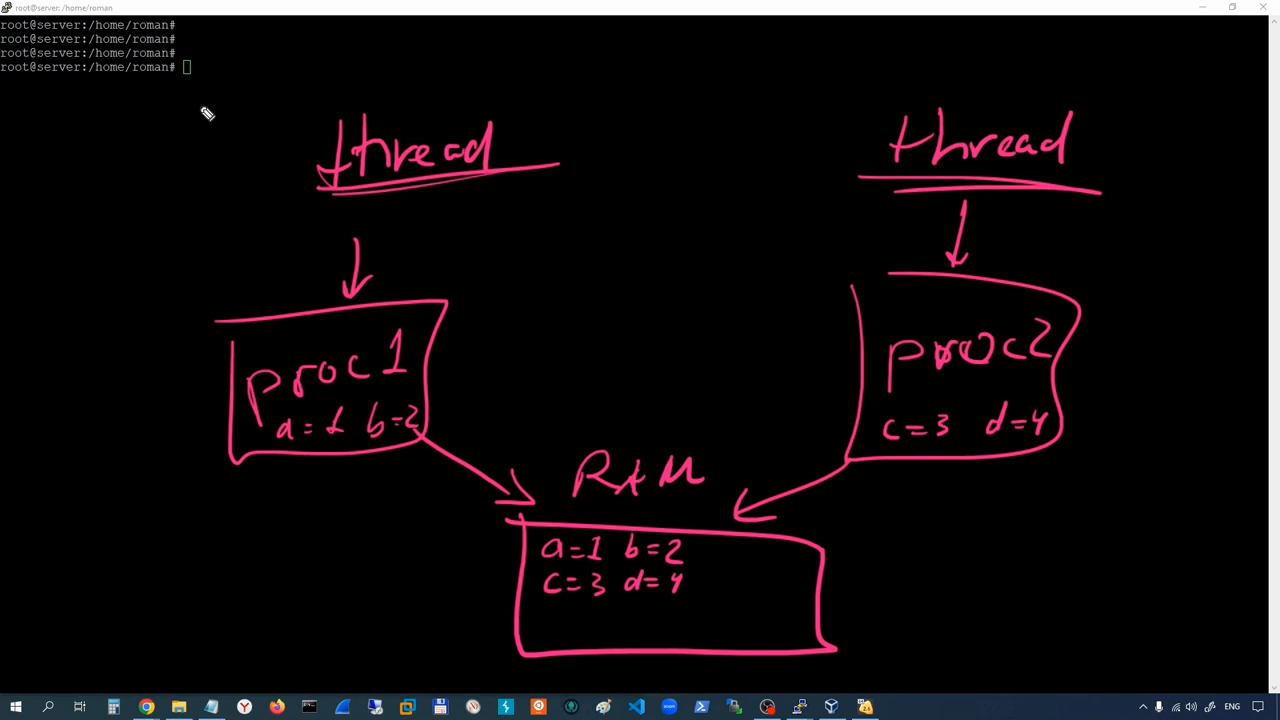 root@server: /home/roman
root@server:/home/roman#
root@server:/home/roman#
root@server:/home/roman#
root@server:/home/roman#
thread
thread
proc1
a=1 b=2
proc2
c=3 d=4
RAM
a=1 b=2
c=3 d=4
ENG